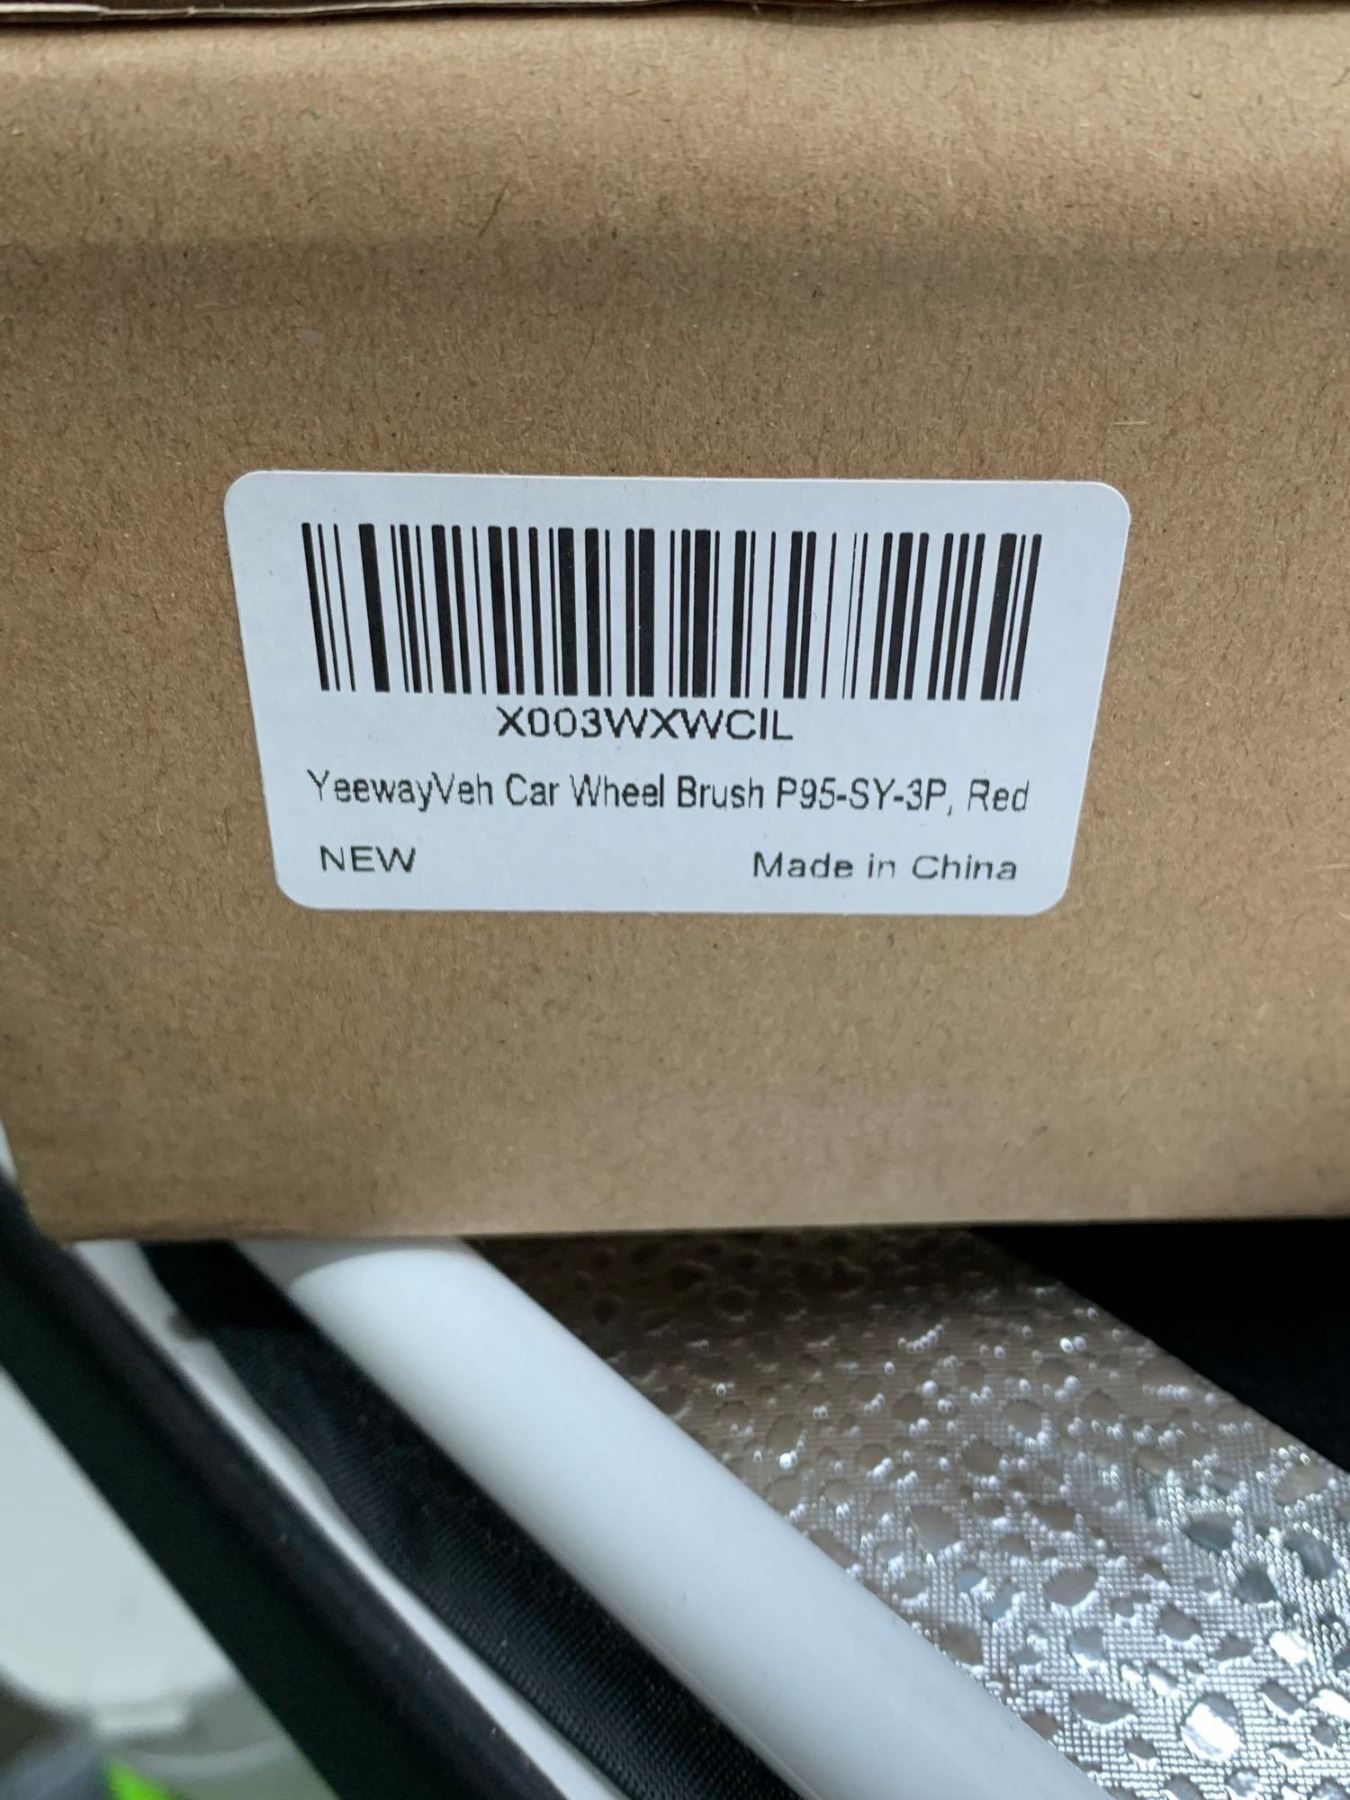 X003WXWCIL
YeewayVeh Car Wheel Brush P95-SY-3P, Red
NEW Made in China